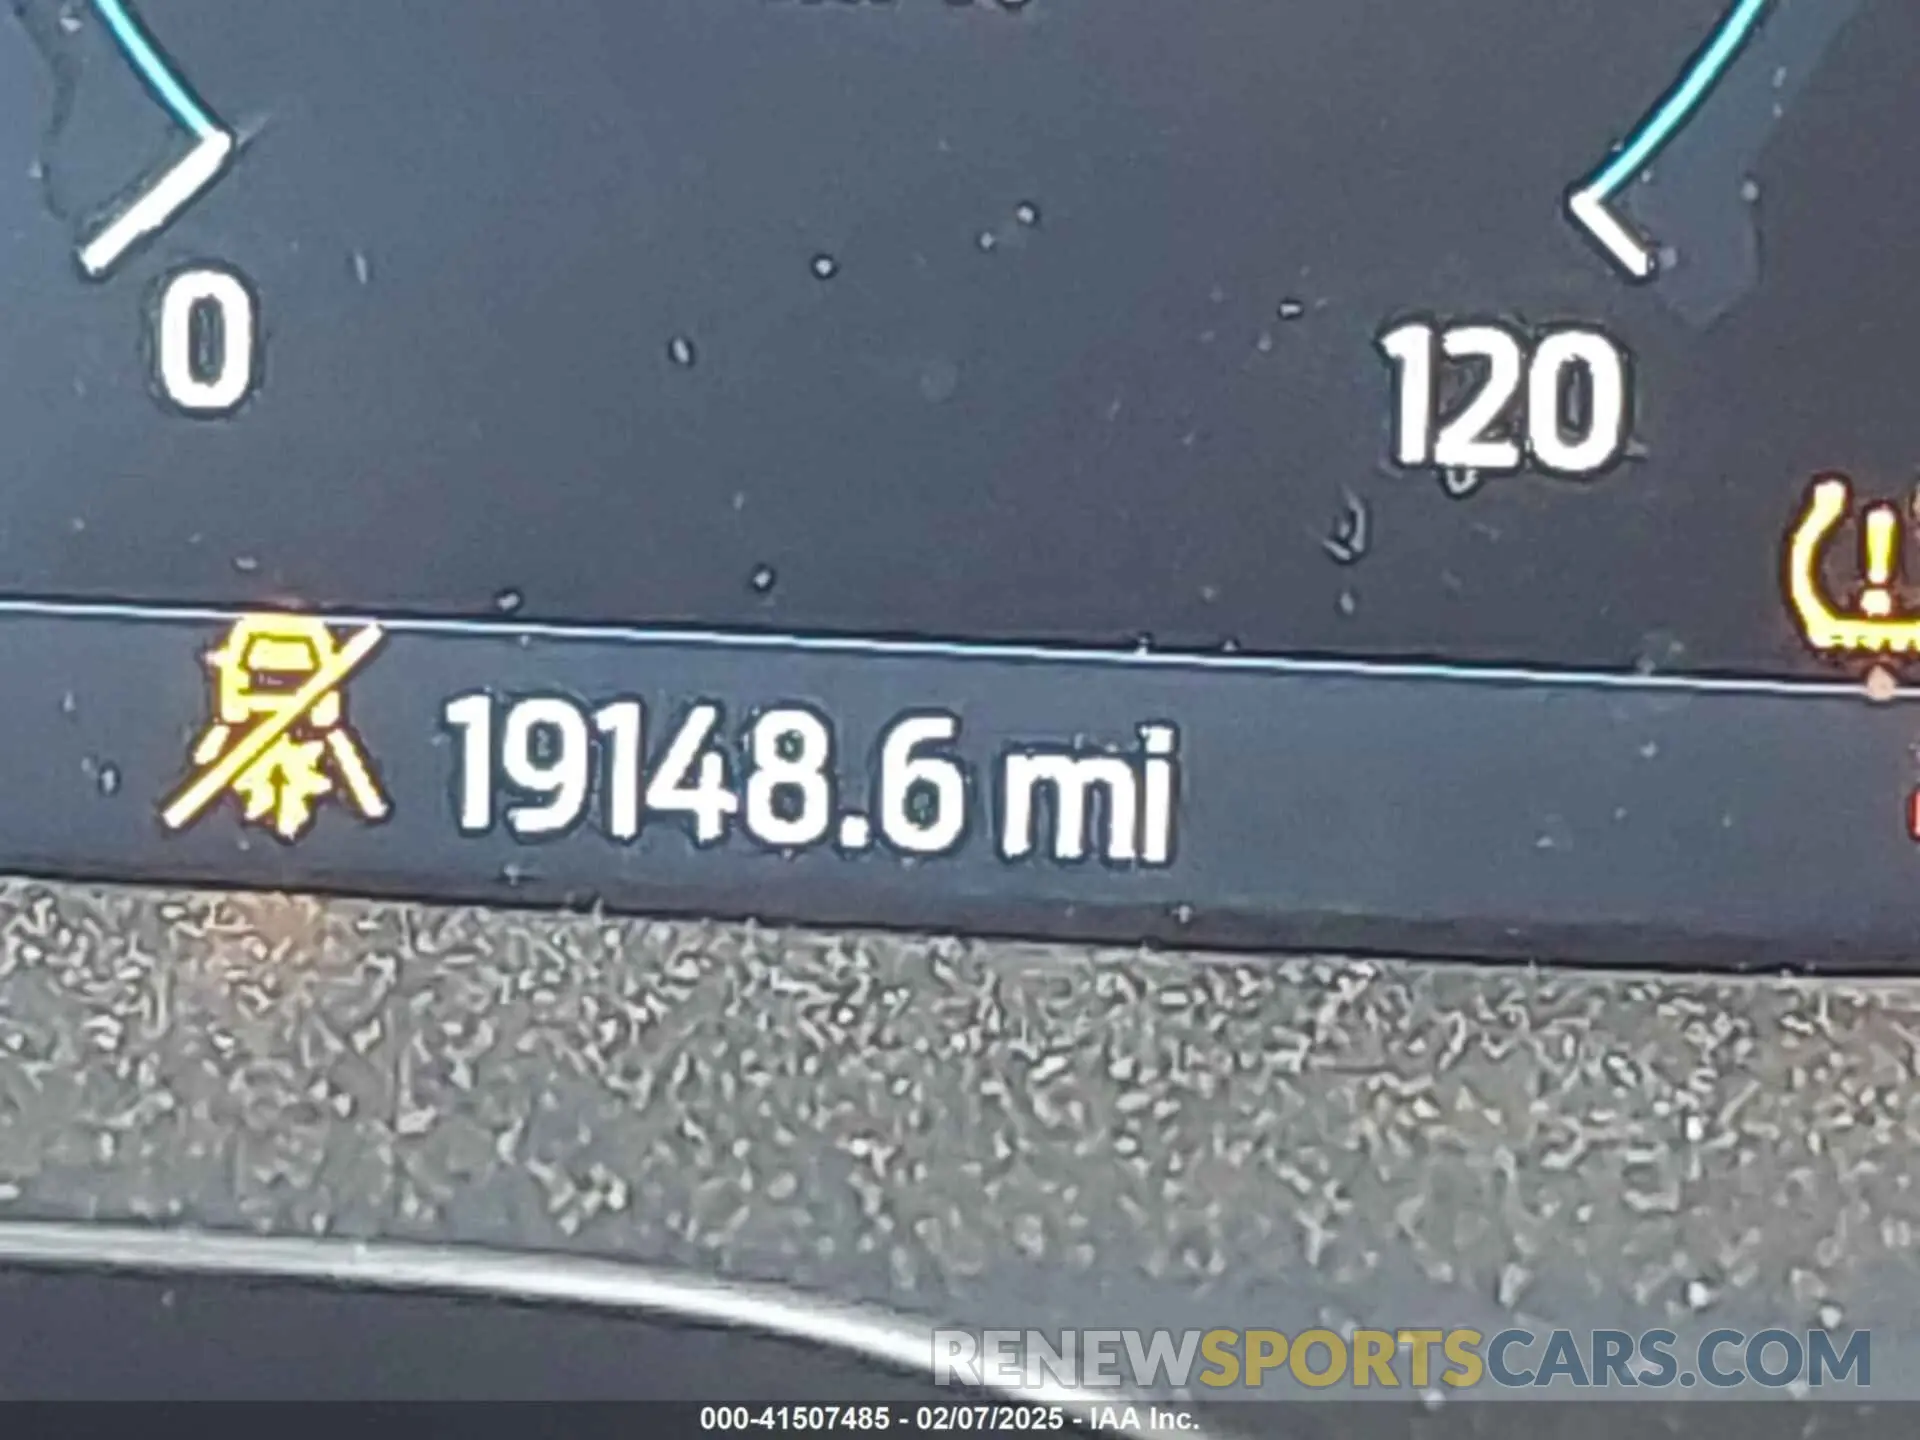 0
120
19148.6 mi
RENEWSPORTSCARS.COM
000-41507485 - 02/07/2025 - IAA Inc.